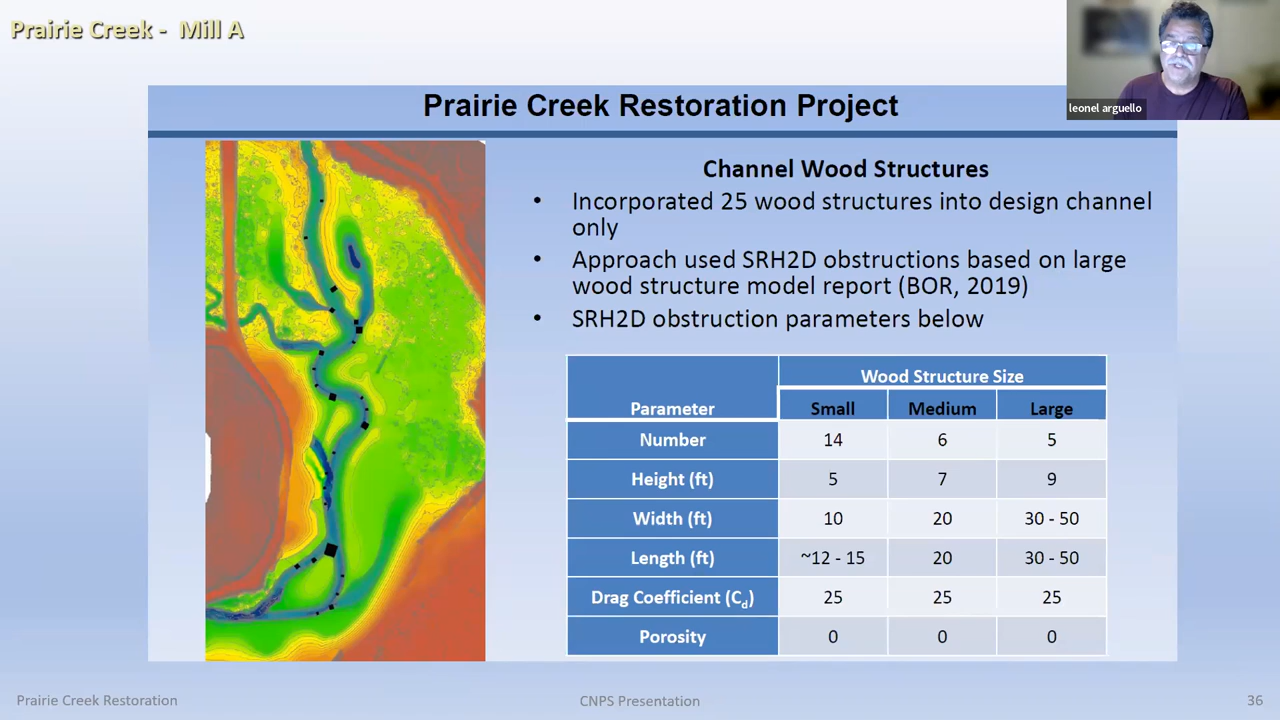 Prairie Creek - Mill A
leonel arguello
Prairie Creek Restoration Project
Channel Wood Structures
• Incorporated 25 wood structures into design channel
only
• Approach used SRH2D obstructions based on large
wood structure model report (BOR, 2019)
• SRH2D obstruction parameters below
Wood Structure Size
Parameter Small Medium Large
Number 14 6 5
Height (ft) 5 7 9
Width (ft) 10 20 30 - 50
Length (ft) ~12 - 15 20 30 - 50
Drag Coefficient (Cd) 25 25 25
Porosity 0 0 0
Prairie Creek Restoration CNPS Presentation 36